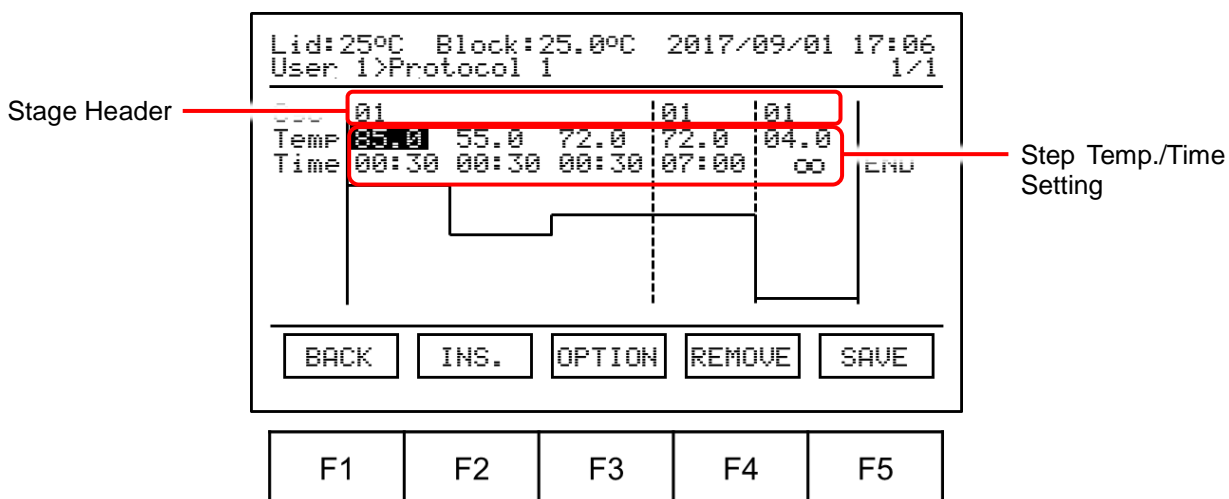 Lid:25ºC Block:25.0ºC 2017/09/01 17:06
User 1>Protocol 1 1/1
Stage Header
01 01 01
Temp 85.0 55.0 72.0 72.0 04.0
Time 00:30 00:30 00:30 07:00 ∞ END
Step Temp./Time
Setting
BACK INS. OPTION REMOVE SAVE
F1 F2 F3 F4 F5